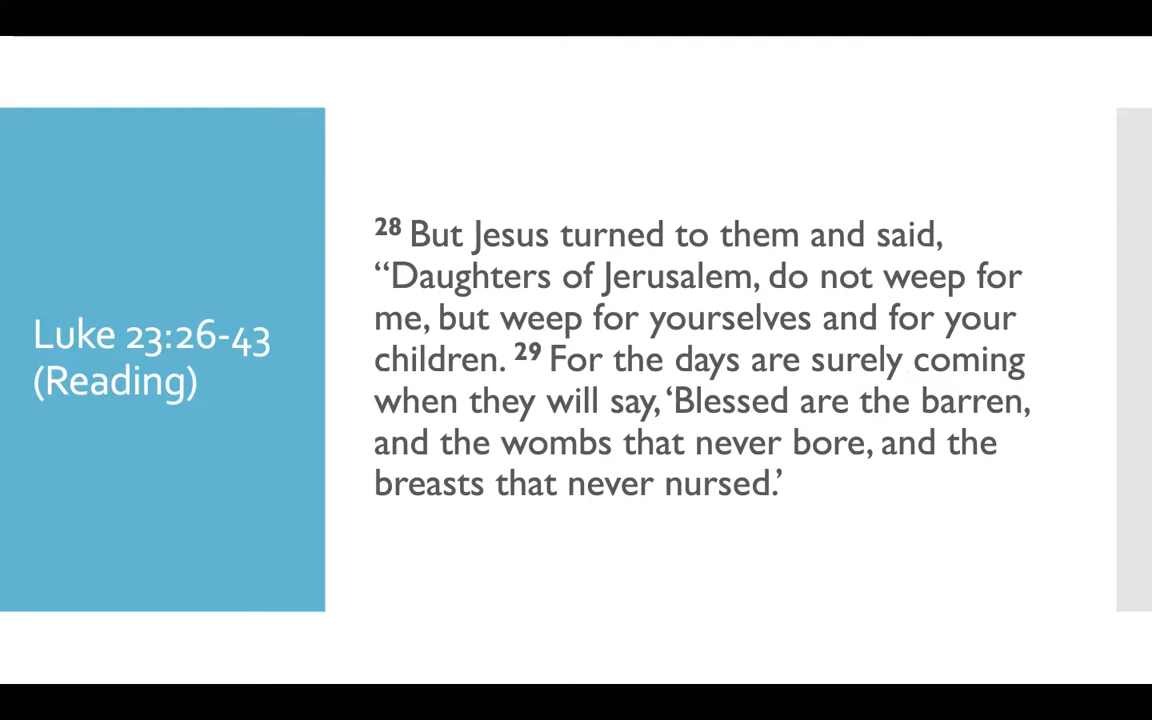 Luke 23:26-43
(Reading)
28 But Jesus turned to them and said,
“Daughters of Jerusalem, do not weep for
me, but weep for yourselves and for your
children. 29 For the days are surely coming
when they will say, ‘Blessed are the barren,
and the wombs that never bore, and the
breasts that never nursed.’